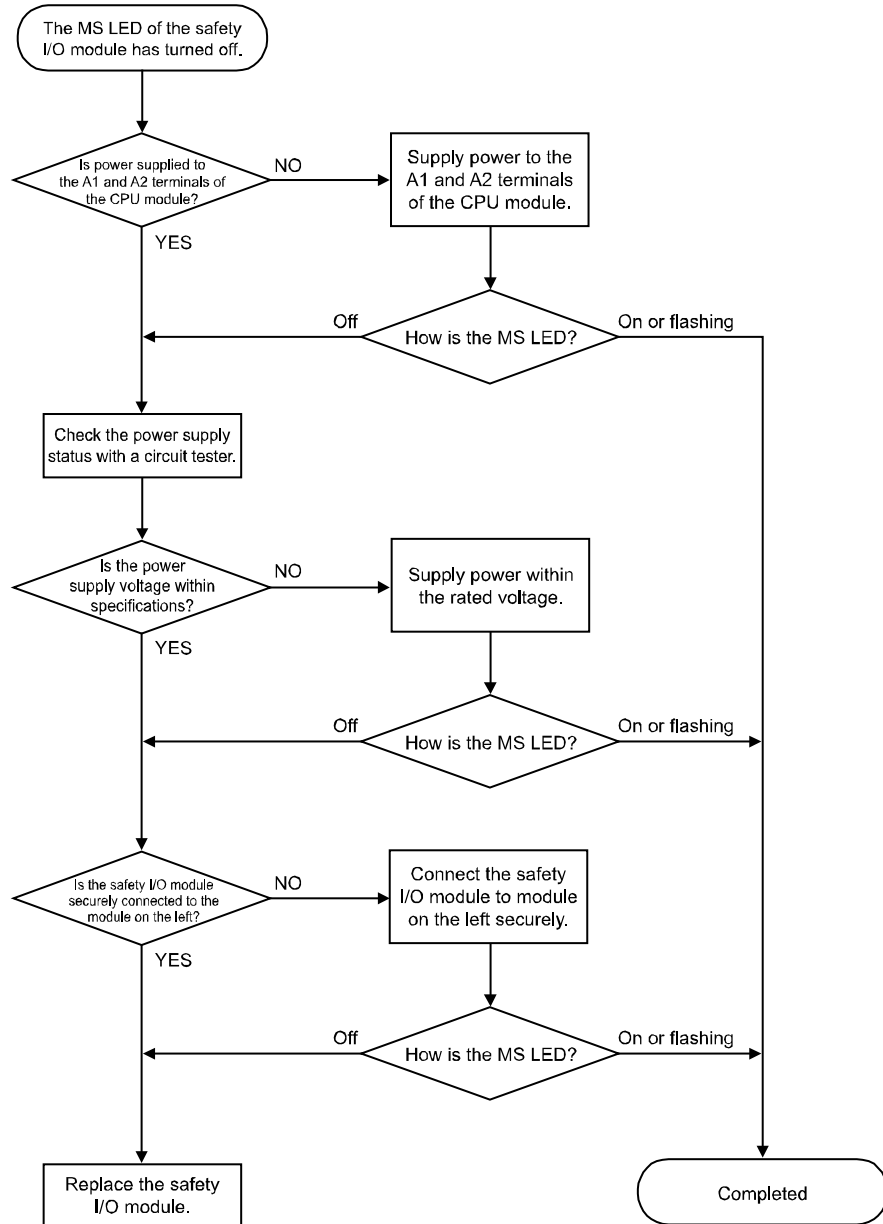 The MS LED of the safety
I/O module has turned off.
Is power supplied to
the A1 and A2 terminals of
the CPU module?
NO
Supply power to the
A1 and A2 terminals
of the CPU module.
YES
Off
How is the MS LED?
On or flashing
Check the power supply
status with a circuit tester.
Is the power
supply voltage within
specifications?
NO
Supply power within
the rated voltage.
YES
Off
How is the MS LED?
On or flashing
Is the safety I/O module
securely connected to the
module on the left?
NO
Connect the safety
I/O module to module
on the left securely.
YES
Off
How is the MS LED?
On or flashing
Replace the safety
I/O module.
Completed